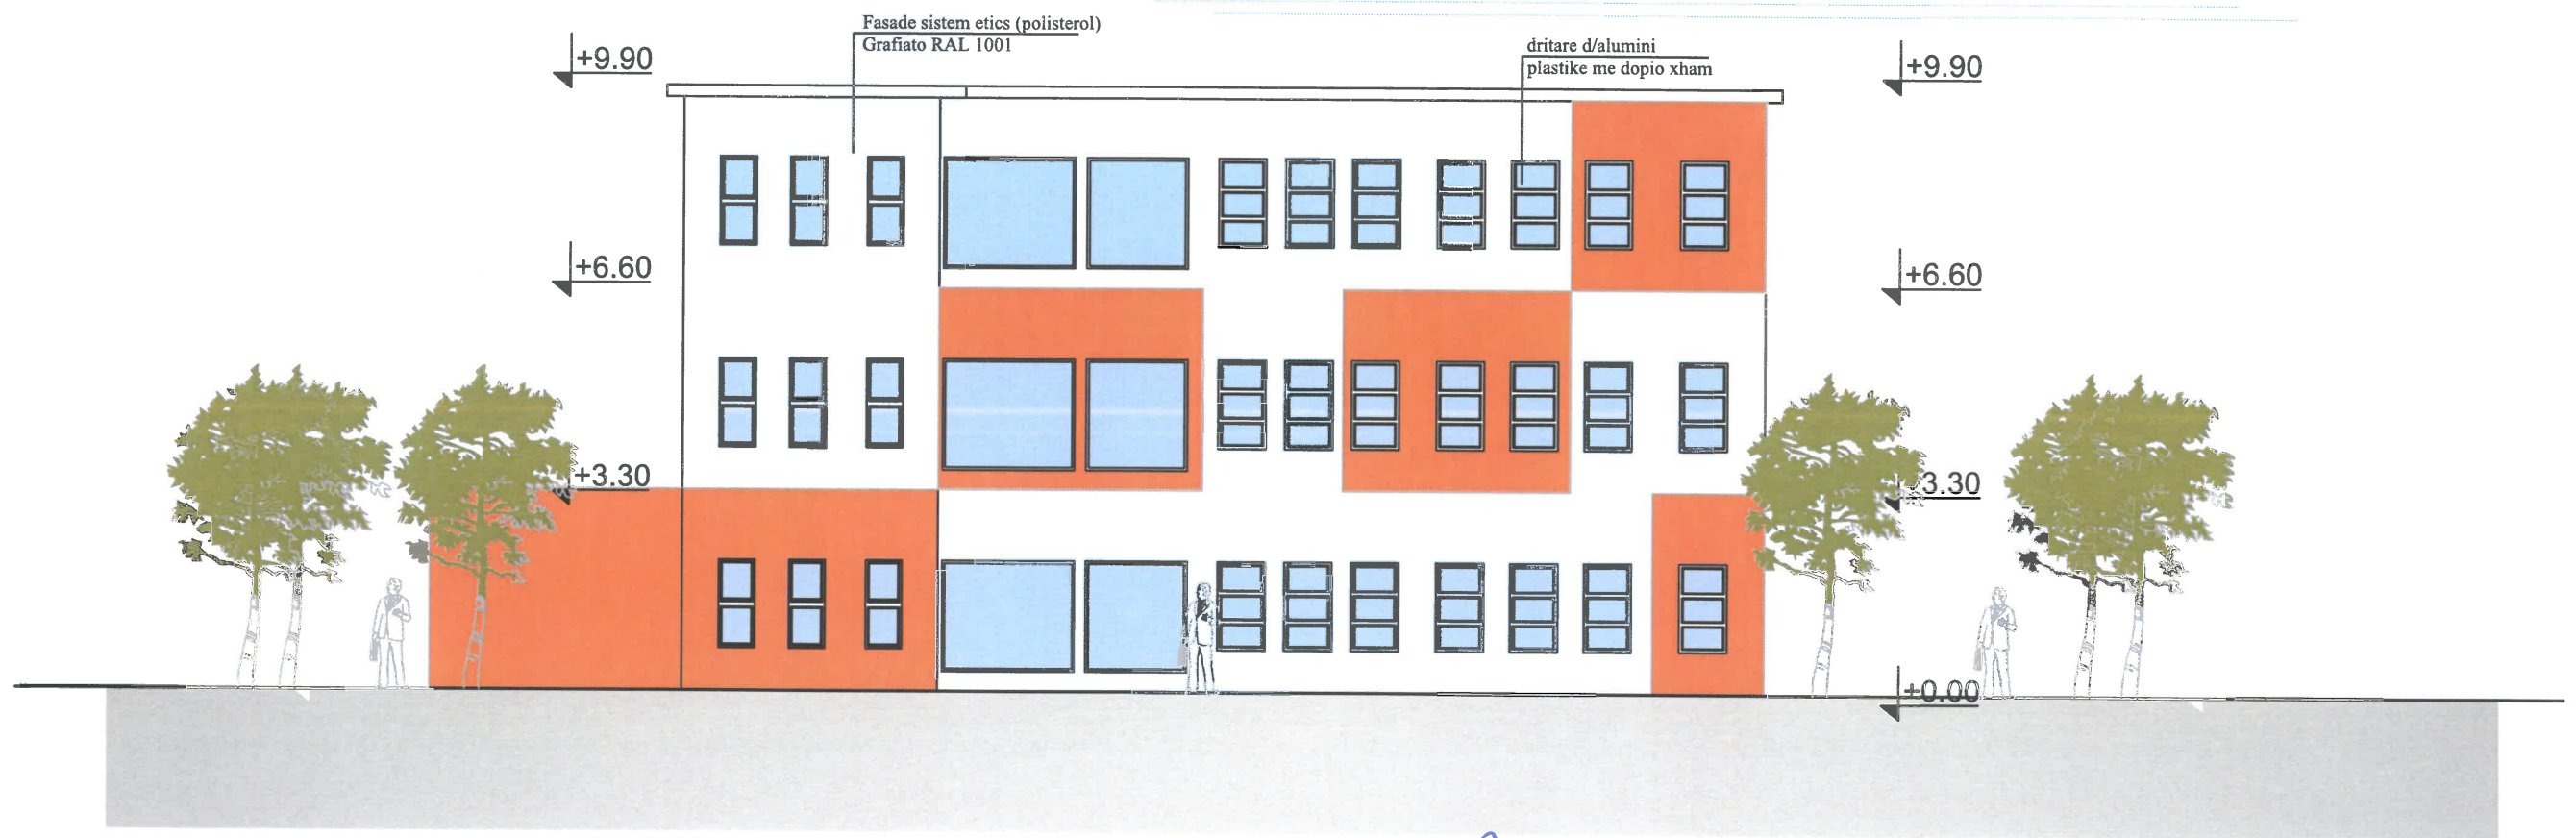 Fasade sistem etics (polisterol)
Grafiato RAL 1001
dritare d/alumini
plastike me dopio xham
+9.90
+9.90
+6.60
+6.60
+3.30
3.30
+0.00